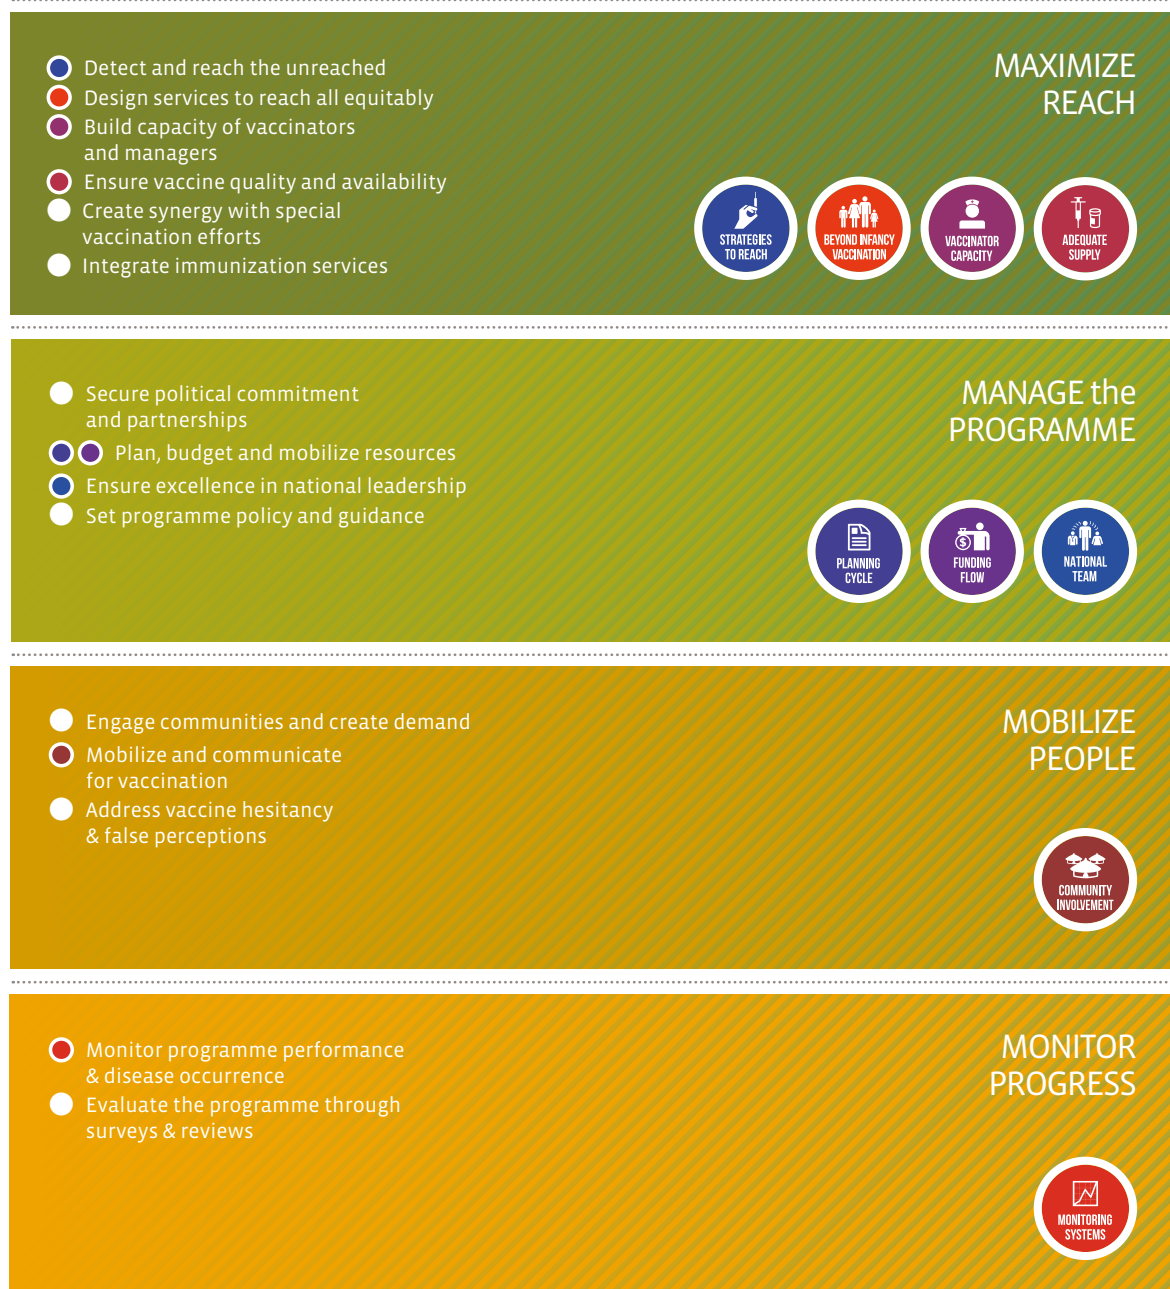 MAXIMIZE
REACH
Detect and reach the unreached
Design services to reach all equitably
Build capacity of vaccinators
and managers
Ensure vaccine quality and availability
Create synergy with special
vaccination efforts
Integrate immunization services
STRATEGIES
TO REACH
BEYOND INFANCY
VACCINATION
VACCINATOR
CAPACITY
ADEQUATE
SUPPLY
MANAGE the
PROGRAMME
Secure political commitment
and partnerships
Plan, budget and mobilize resources
Ensure excellence in national leadership
Set programme policy and guidance
PLANNING
CYCLE
$
FUNDING
FLOW
NATIONAL
TEAM
MOBILIZE
PEOPLE
Engage communities and create demand
Mobilize and communicate
for vaccination
Address vaccine hesitancy
& false perceptions
COMMUNITY
INVOLVEMENT
MONITOR
PROGRESS
Monitor programme performance
& disease occurrence
Evaluate the programme through
surveys & reviews
MONITORING
SYSTEMS